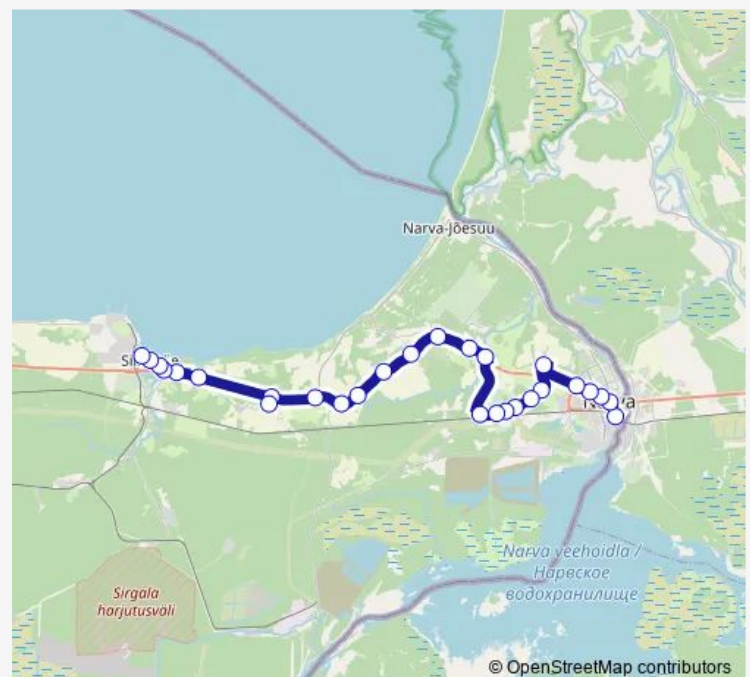 Narva-Jõesuu
Sirgala
harjutusväli
Narva veehoidla /
Нарвское
водохранилище
© OpenStreetMap contributors